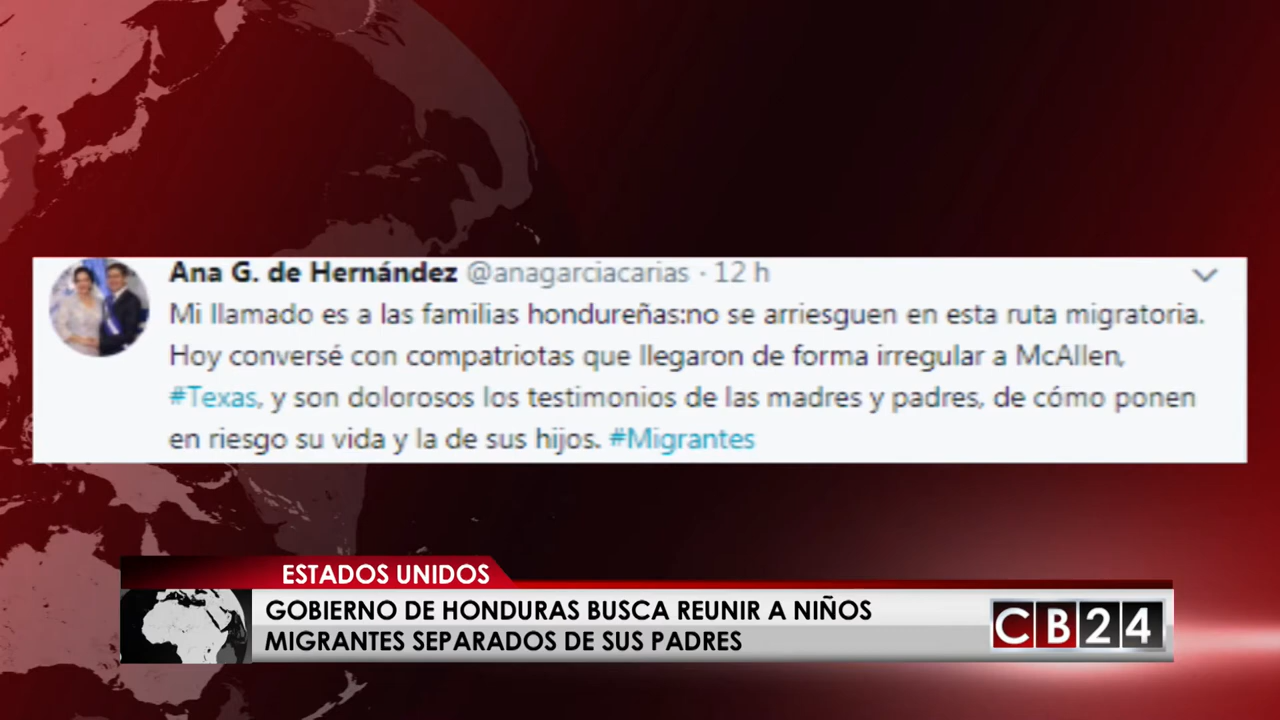 Ana G. de Hernández @anagarciacarias · 12 h
Mi llamado es a las familias hondureñas:no se arriesguen en esta ruta migratoria.
Hoy conversé con compatriotas que llegaron de forma irregular a McAllen,
#Texas, y son dolorosos los testimonios de las madres y padres, de cómo ponen
en riesgo su vida y la de sus hijos. #Migrantes
ESTADOS UNIDOS
GOBIERNO DE HONDURAS BUSCA REUNIR A NIÑOS
MIGRANTES SEPARADOS DE SUS PADRES
CB24